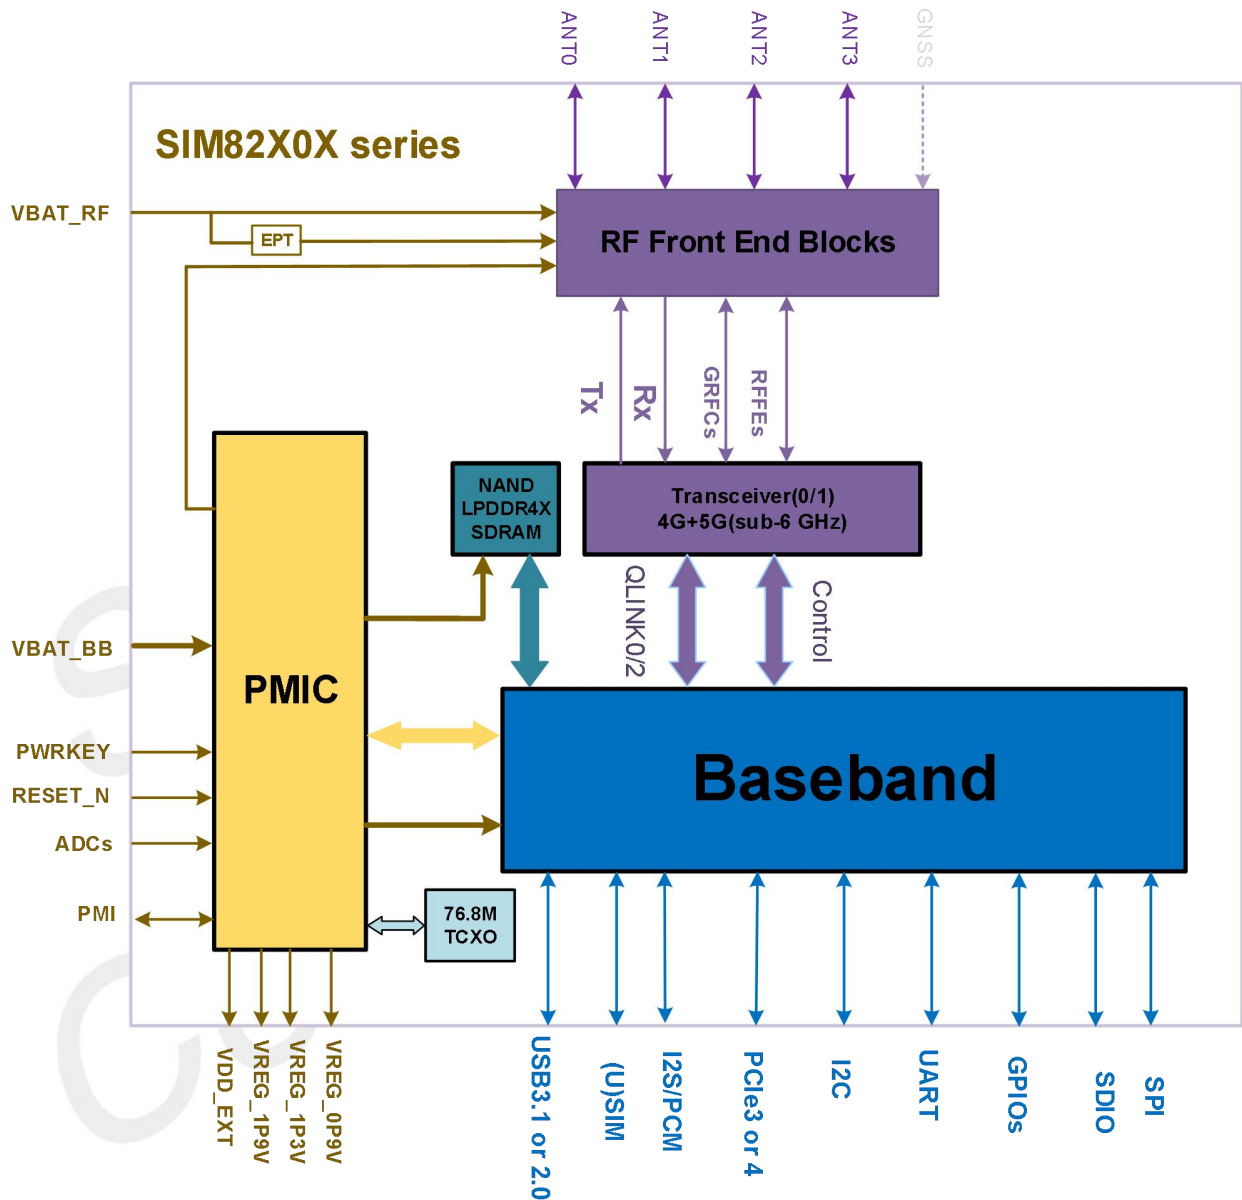 ANT0
ANT1
ANT2
ANT3
GNSS
SIM82X0X series
VBAT_RF
EPT
RF Front End Blocks
Tx
Rx
GRFCs
RFFEs
NAND
LPDDR4X
SDRAM
Transceiver(0/1)
4G+5G(sub-6 GHz)
QLINK0/2
Control
VBAT_BB
PMIC
Baseband
PWRKEY
RESET_N
ADCs
PMI
76.8M
TCXO
VDD_EXT
VREG_1P9V
VREG_1P3V
VREG_0P9V
USB3.1 or 2.0
(U)SIM
I2S/PCM
PCIe3 or 4
I2C
UART
GPIOs
SDIO
SPI